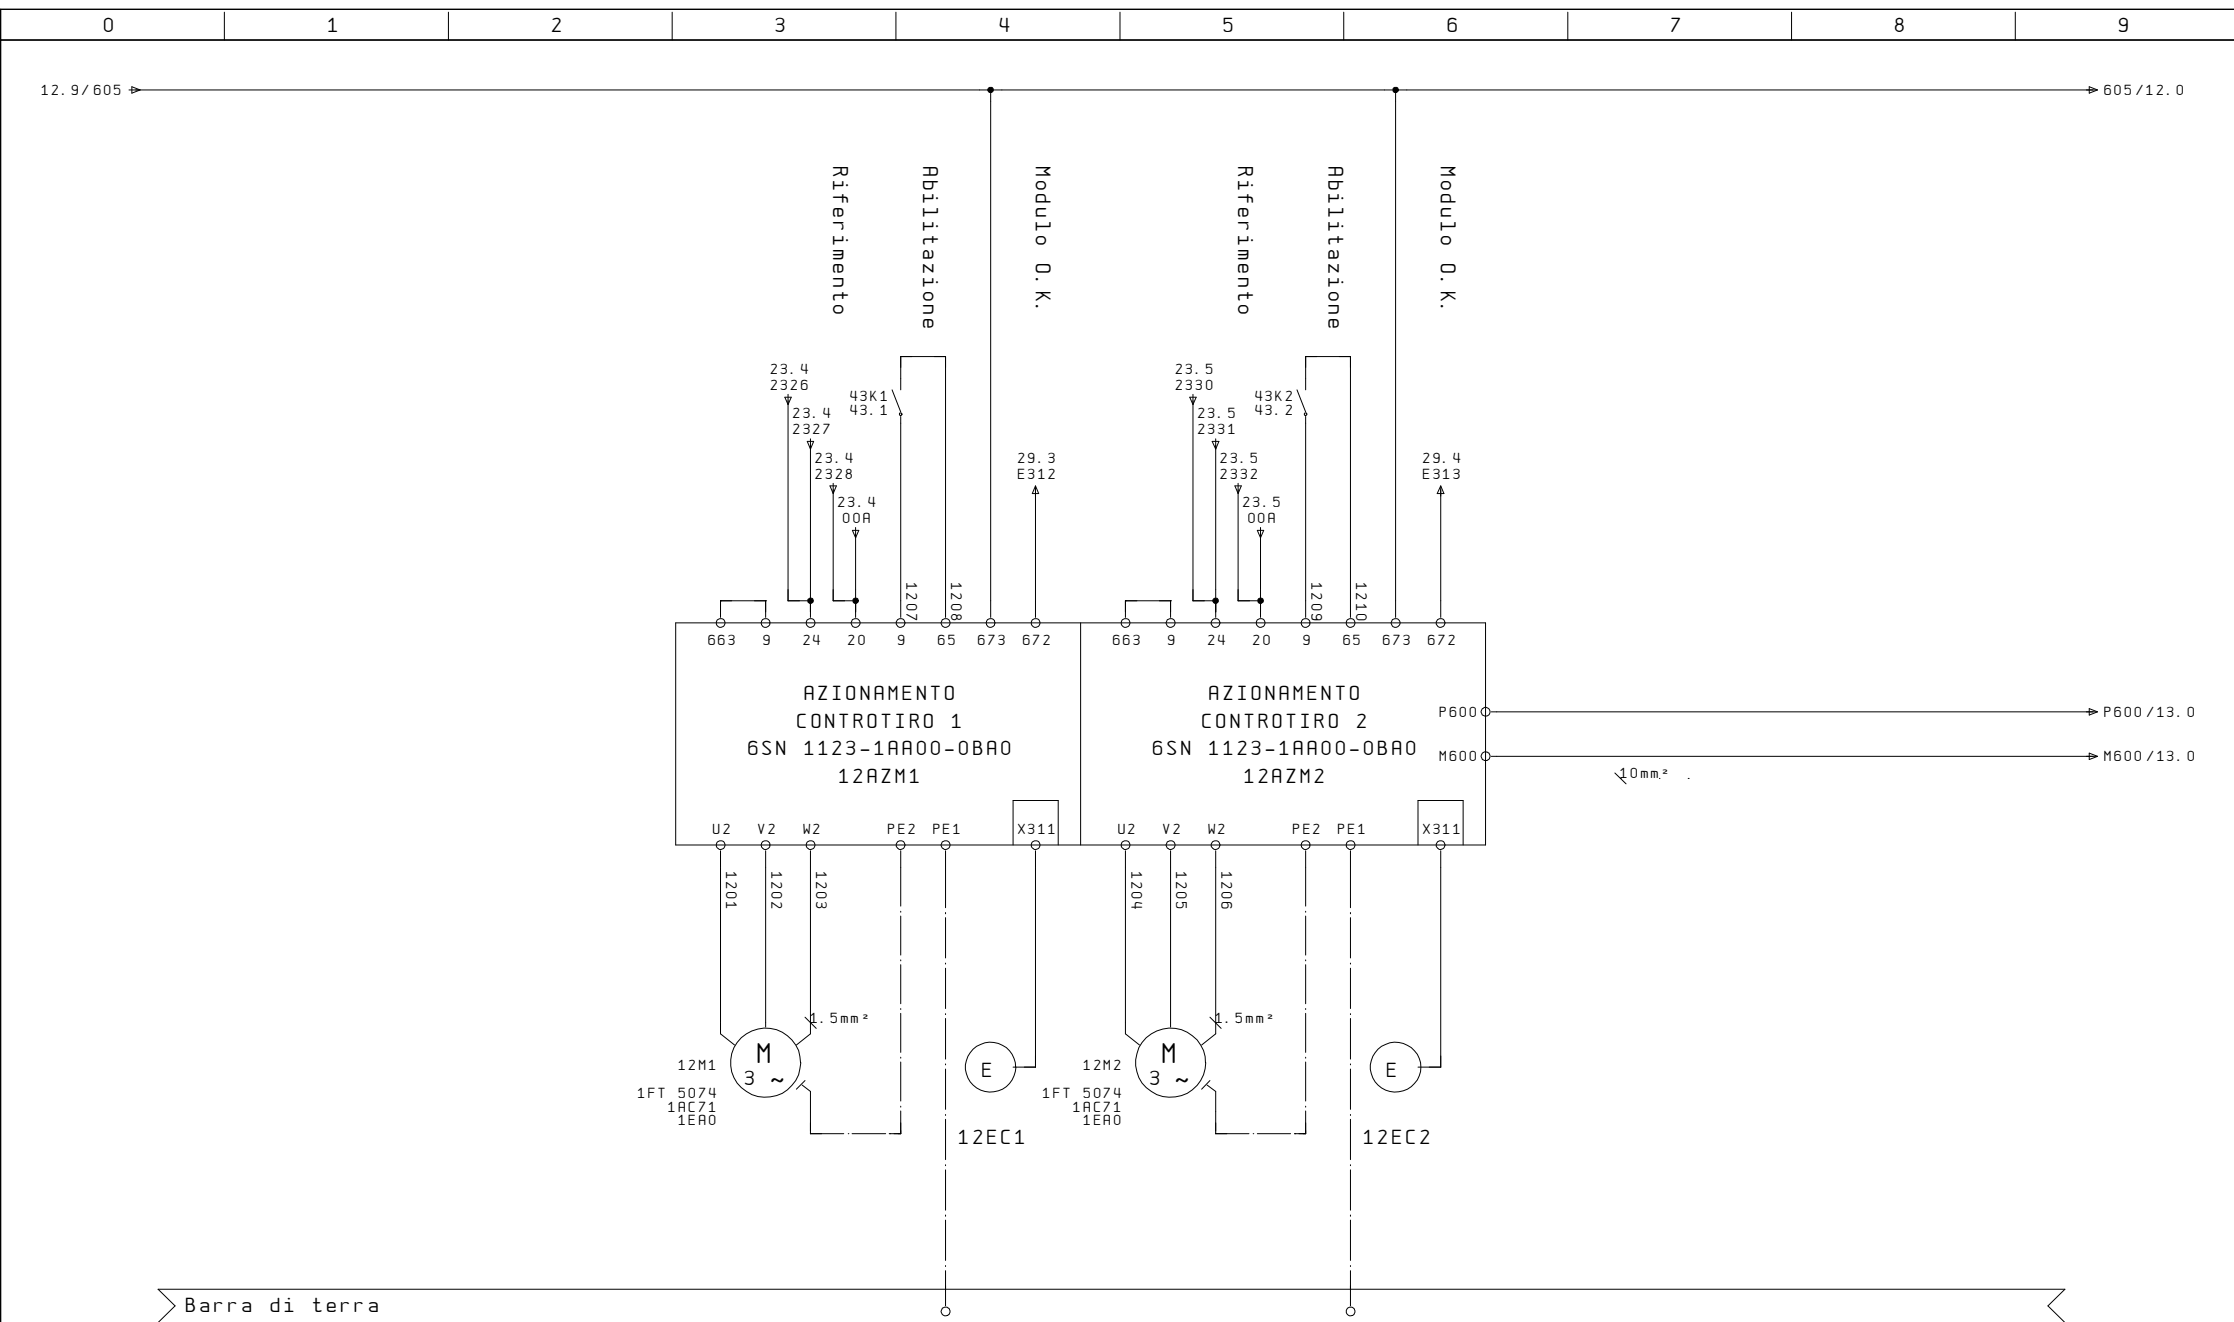 0 1 2 3 4 5 6 7 8 9
12.9/605 605/12.0
Riferimento
Abilitazione
Modulo O.K.
Riferimento
Abilitazione
Modulo O.K.
23.4
2326
23.4
2327
23.4
2328
23.4
00A
43K1
43.1
29.3
E312
23.5
2330
23.5
2331
23.5
2332
23.5
00A
43K2
43.2
29.4
E313
1207
1208
1209
1210
663 9 24 20 9 65 673 672
663 9 24 20 9 65 673 672
AZIONAMENTO
CONTROTIRO 1
6SN 1123-1AA00-0BA0
12AZM1
AZIONAMENTO
CONTROTIRO 2
6SN 1123-1AA00-0BA0
12AZM2
P600 P600/13.0
M600 M600/13.0
10mm² .
U2 V2 W2 PE2 PE1 X311
U2 V2 W2 PE2 PE1 X311
1201
1202
1203
1204
1205
1206
1.5mm²
1.5mm²
12M1
M
3 ~
E
1FT 5074
1AC71
1EA0
12EC1
12M2
M
3 ~
E
1FT 5074
1AC71
1EA0
12EC2
Barra di terra